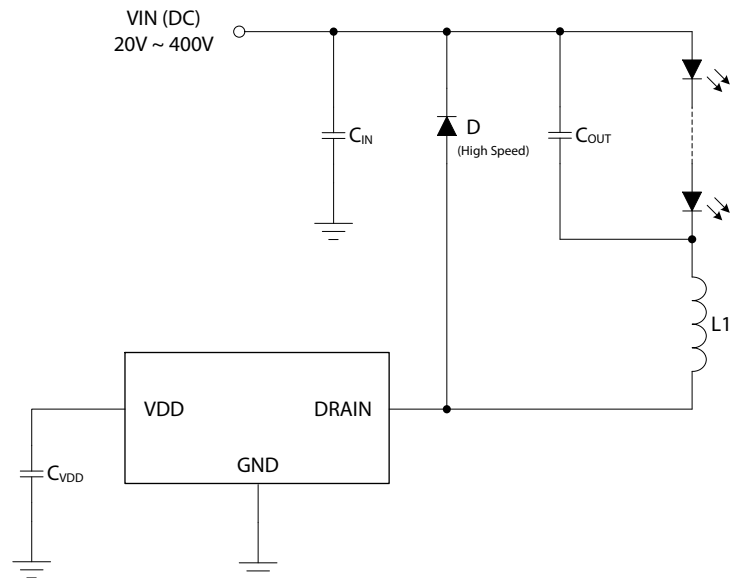 VIN (DC)
20V ~ 400V
CIN
D
(High Speed)
COUT
L1
VDD
DRAIN
GND
CVDD